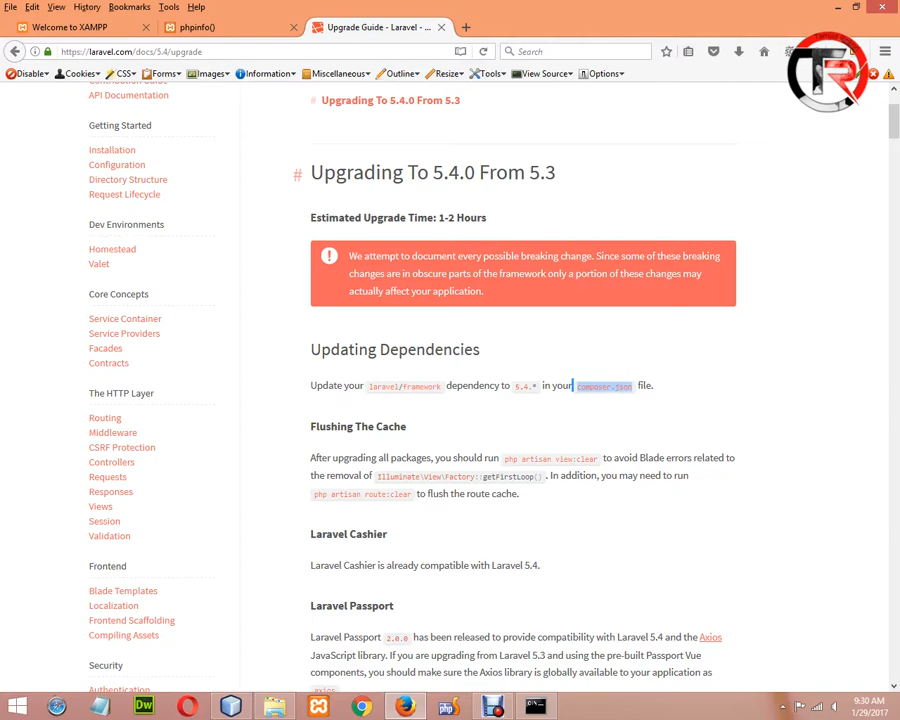 File Edit View History Bookmarks Tools Help
Welcome to XAMPP
phpinfo()
Upgrade Guide - Laravel - ...
https://laravel.com/docs/5.4/upgrade
Search
Disable Cookies CSS Forms Images Information Miscellaneous Outline Resize Tools View Source Options
API Documentation
Getting Started
Installation
Configuration
Directory Structure
Request Lifecycle
Dev Environments
Homestead
Valet
Core Concepts
Service Container
Service Providers
Facades
Contracts
The HTTP Layer
Routing
Middleware
CSRF Protection
Controllers
Requests
Responses
Views
Session
Validation
Frontend
Blade Templates
Localization
Frontend Scaffolding
Compiling Assets
Security
Authentication
# Upgrading To 5.4.0 From 5.3
# Upgrading To 5.4.0 From 5.3
Estimated Upgrade Time: 1-2 Hours
We attempt to document every possible breaking change. Since some of these breaking
changes are in obscure parts of the framework only a portion of these changes may
actually affect your application.
Updating Dependencies
Update your laravel/framework dependency to 5.4.* in your composer.json file.
Flushing The Cache
After upgrading all packages, you should run php artisan view:clear to avoid Blade errors related to
the removal of Illuminate\View\Factory::getFirstLoop(). In addition, you may need to run
php artisan route:clear to flush the route cache.
Laravel Cashier
Laravel Cashier is already compatible with Laravel 5.4.
Laravel Passport
Laravel Passport 2.0.0 has been released to provide compatibility with Laravel 5.4 and the Axios
JavaScript library. If you are upgrading from Laravel 5.3 and using the pre-built Passport Vue
components, you should make sure the Axios library is globally available to your application as
axios
TR
Dw
php
9:30 AM
1/29/2017